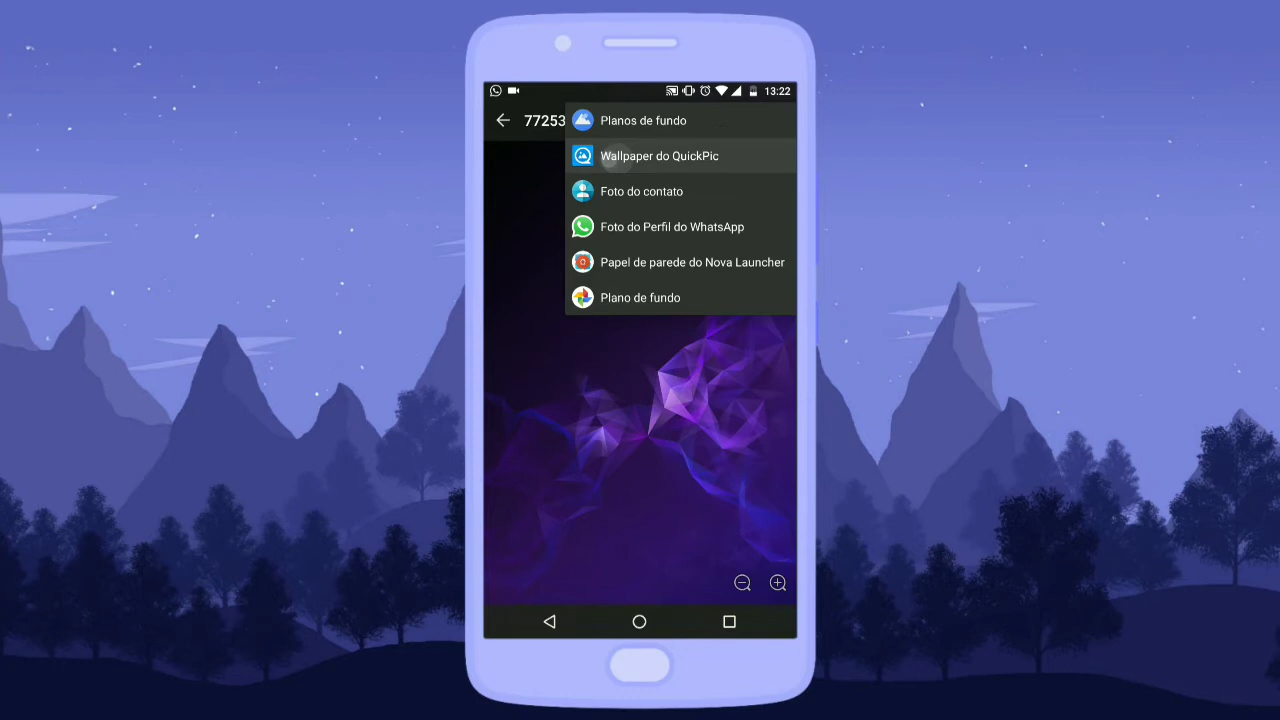 13:22
77253
Planos de fundo
Wallpaper do QuickPic
Foto do contato
Foto do Perfil do WhatsApp
Papel de parede do Nova Launcher
Plano de fundo